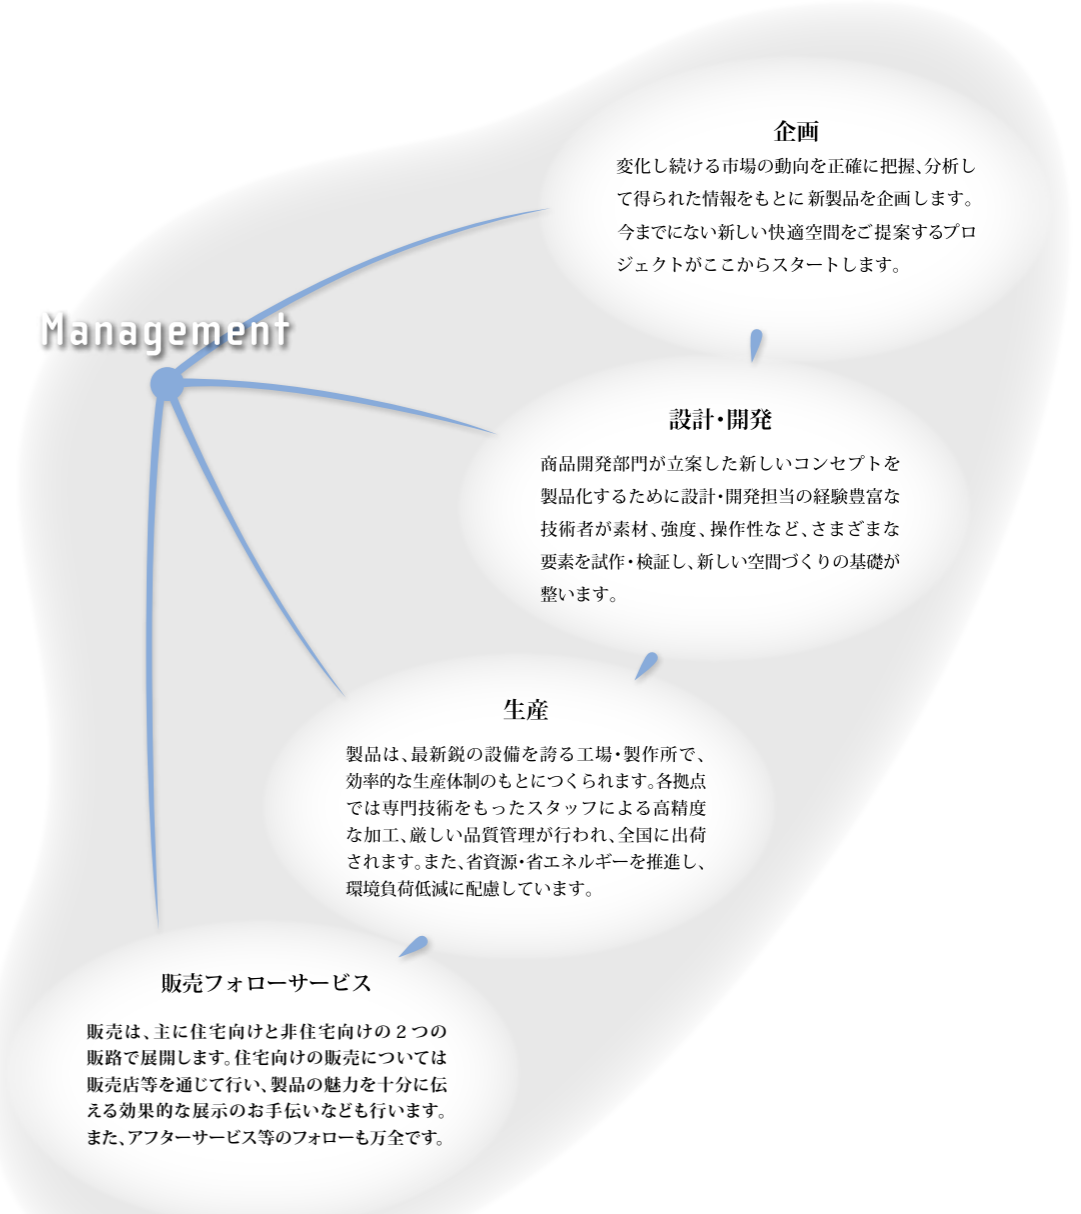 Management
企画
変化し続ける市場の動向を正確に把握、分析し
て得られた情報をもとに 新製品を企画します。
今までにない新しい快適空間をご提案するプロ
ジェクトがここからスタートします。
設計・開発
商品開発部門が立案した新しいコンセプトを
製品化するために設計・開発担当の経験豊富な
技術者が素材、強度、操作性など、さまざまな
要素を試作・検証し、新しい空間づくりの基礎が
整います。
生産
製品は、最新鋭の設備を誇る工場・製作所で、
効率的な生産体制のもとにつくられます。各拠点
では専門技術をもったスタッフによる高精度
な加工、厳しい品質管理が行われ、全国に出荷
されます。また、省資源・省エネルギーを推進し、
環境負荷低減に配慮しています。
販売フォローサービス
販売は、主に住宅向けと非住宅向けの２つの
販路で展開します。住宅向けの販売については
販売店等を通じて行い、製品の魅力を十分に伝
える効果的な展示のお手伝いなども行います。
また、アフターサービス等のフォローも万全です。